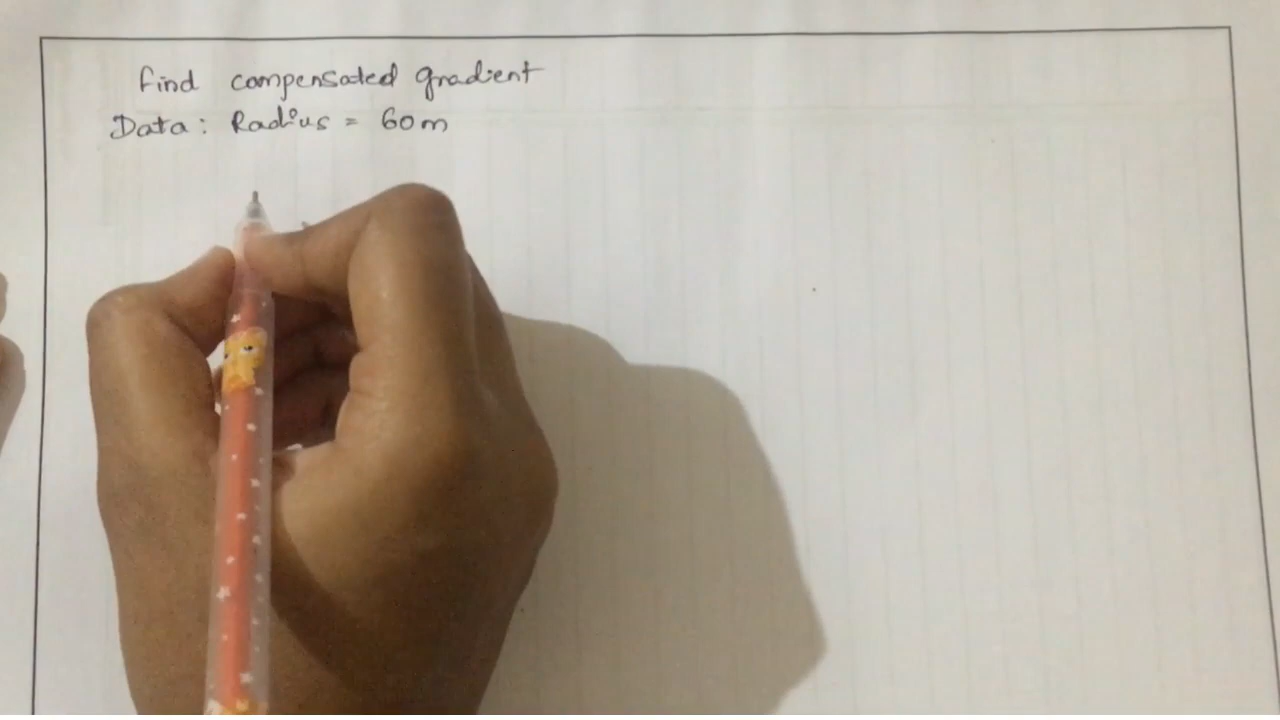 Find compensated gradient
Data: Radius = 60m